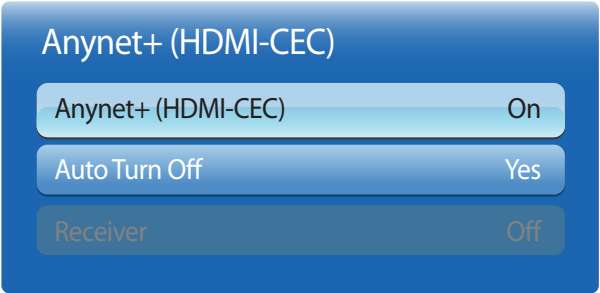 Anynet+ (HDMI-CEC)
Anynet+ (HDMI-CEC) On
Auto Turn Off Yes
Receiver Off